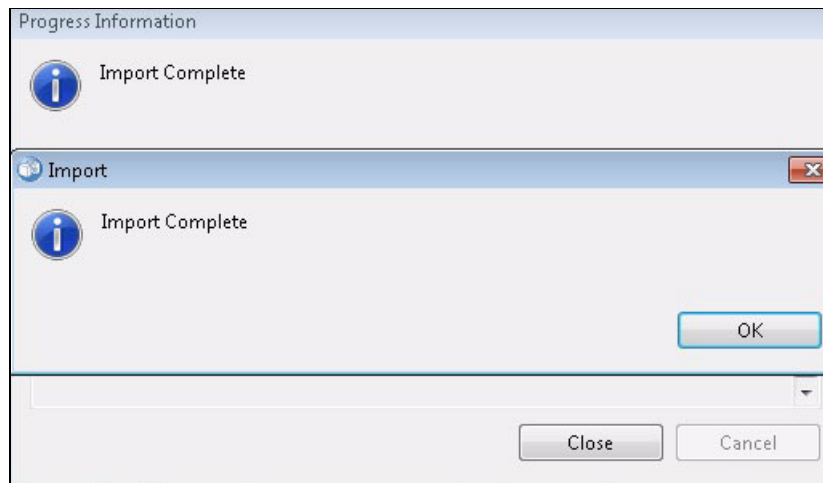 Progress Information
Import Complete
Import
Import Complete
OK
Close
Cancel